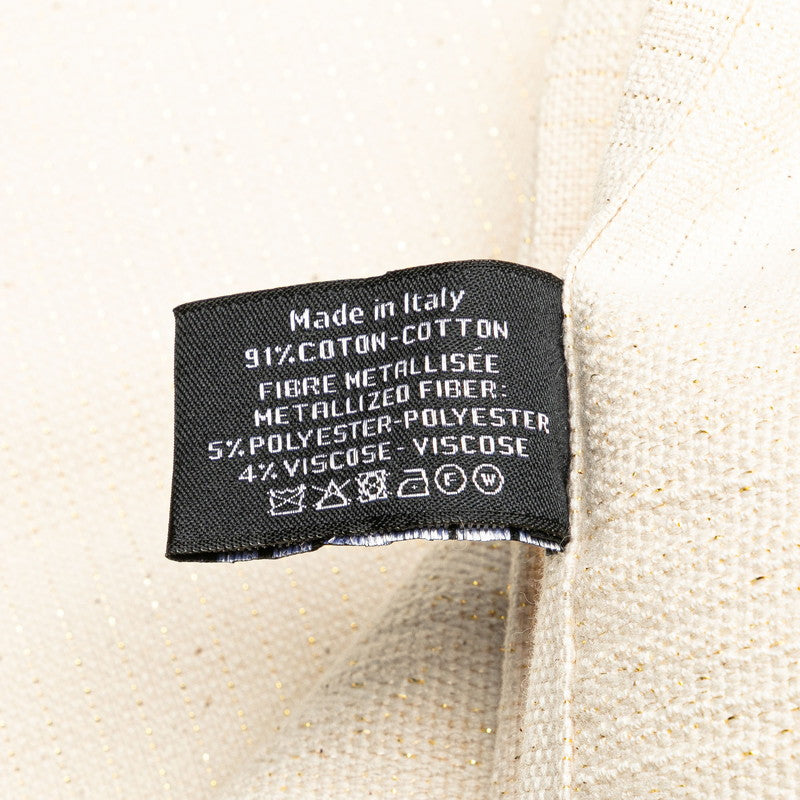 Made in Italy
91%COTON-COTTON
FIBRE METALLISÉE
METALLIZED FIBER:
5%POLYESTER-POLYESTER
4%VISCOSE- VISCOSE
F W